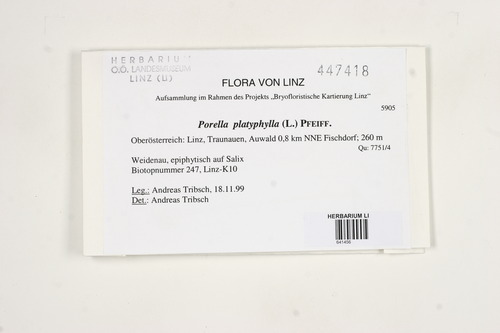 HERBARIUM
O.Ö. LANDESMUSEUM
LINZ (LI)
447418
FLORA VON LINZ
Aufsammlung im Rahmen des Projekts „Bryofloristische Kartierung Linz"
5905
Porella platyphylla (L.) PFEIFF.
Oberösterreich: Linz, Traunauen, Auwald 0,8 km NNE Fischdorf; 260 m
Qu: 7751/4
Weidenau, epiphytisch auf Salix
Biotopnummer 247, Linz-K10
Leg.: Andreas Tribsch, 18.11.99
Det.: Andreas Tribsch
HERBARIUM LI
641456